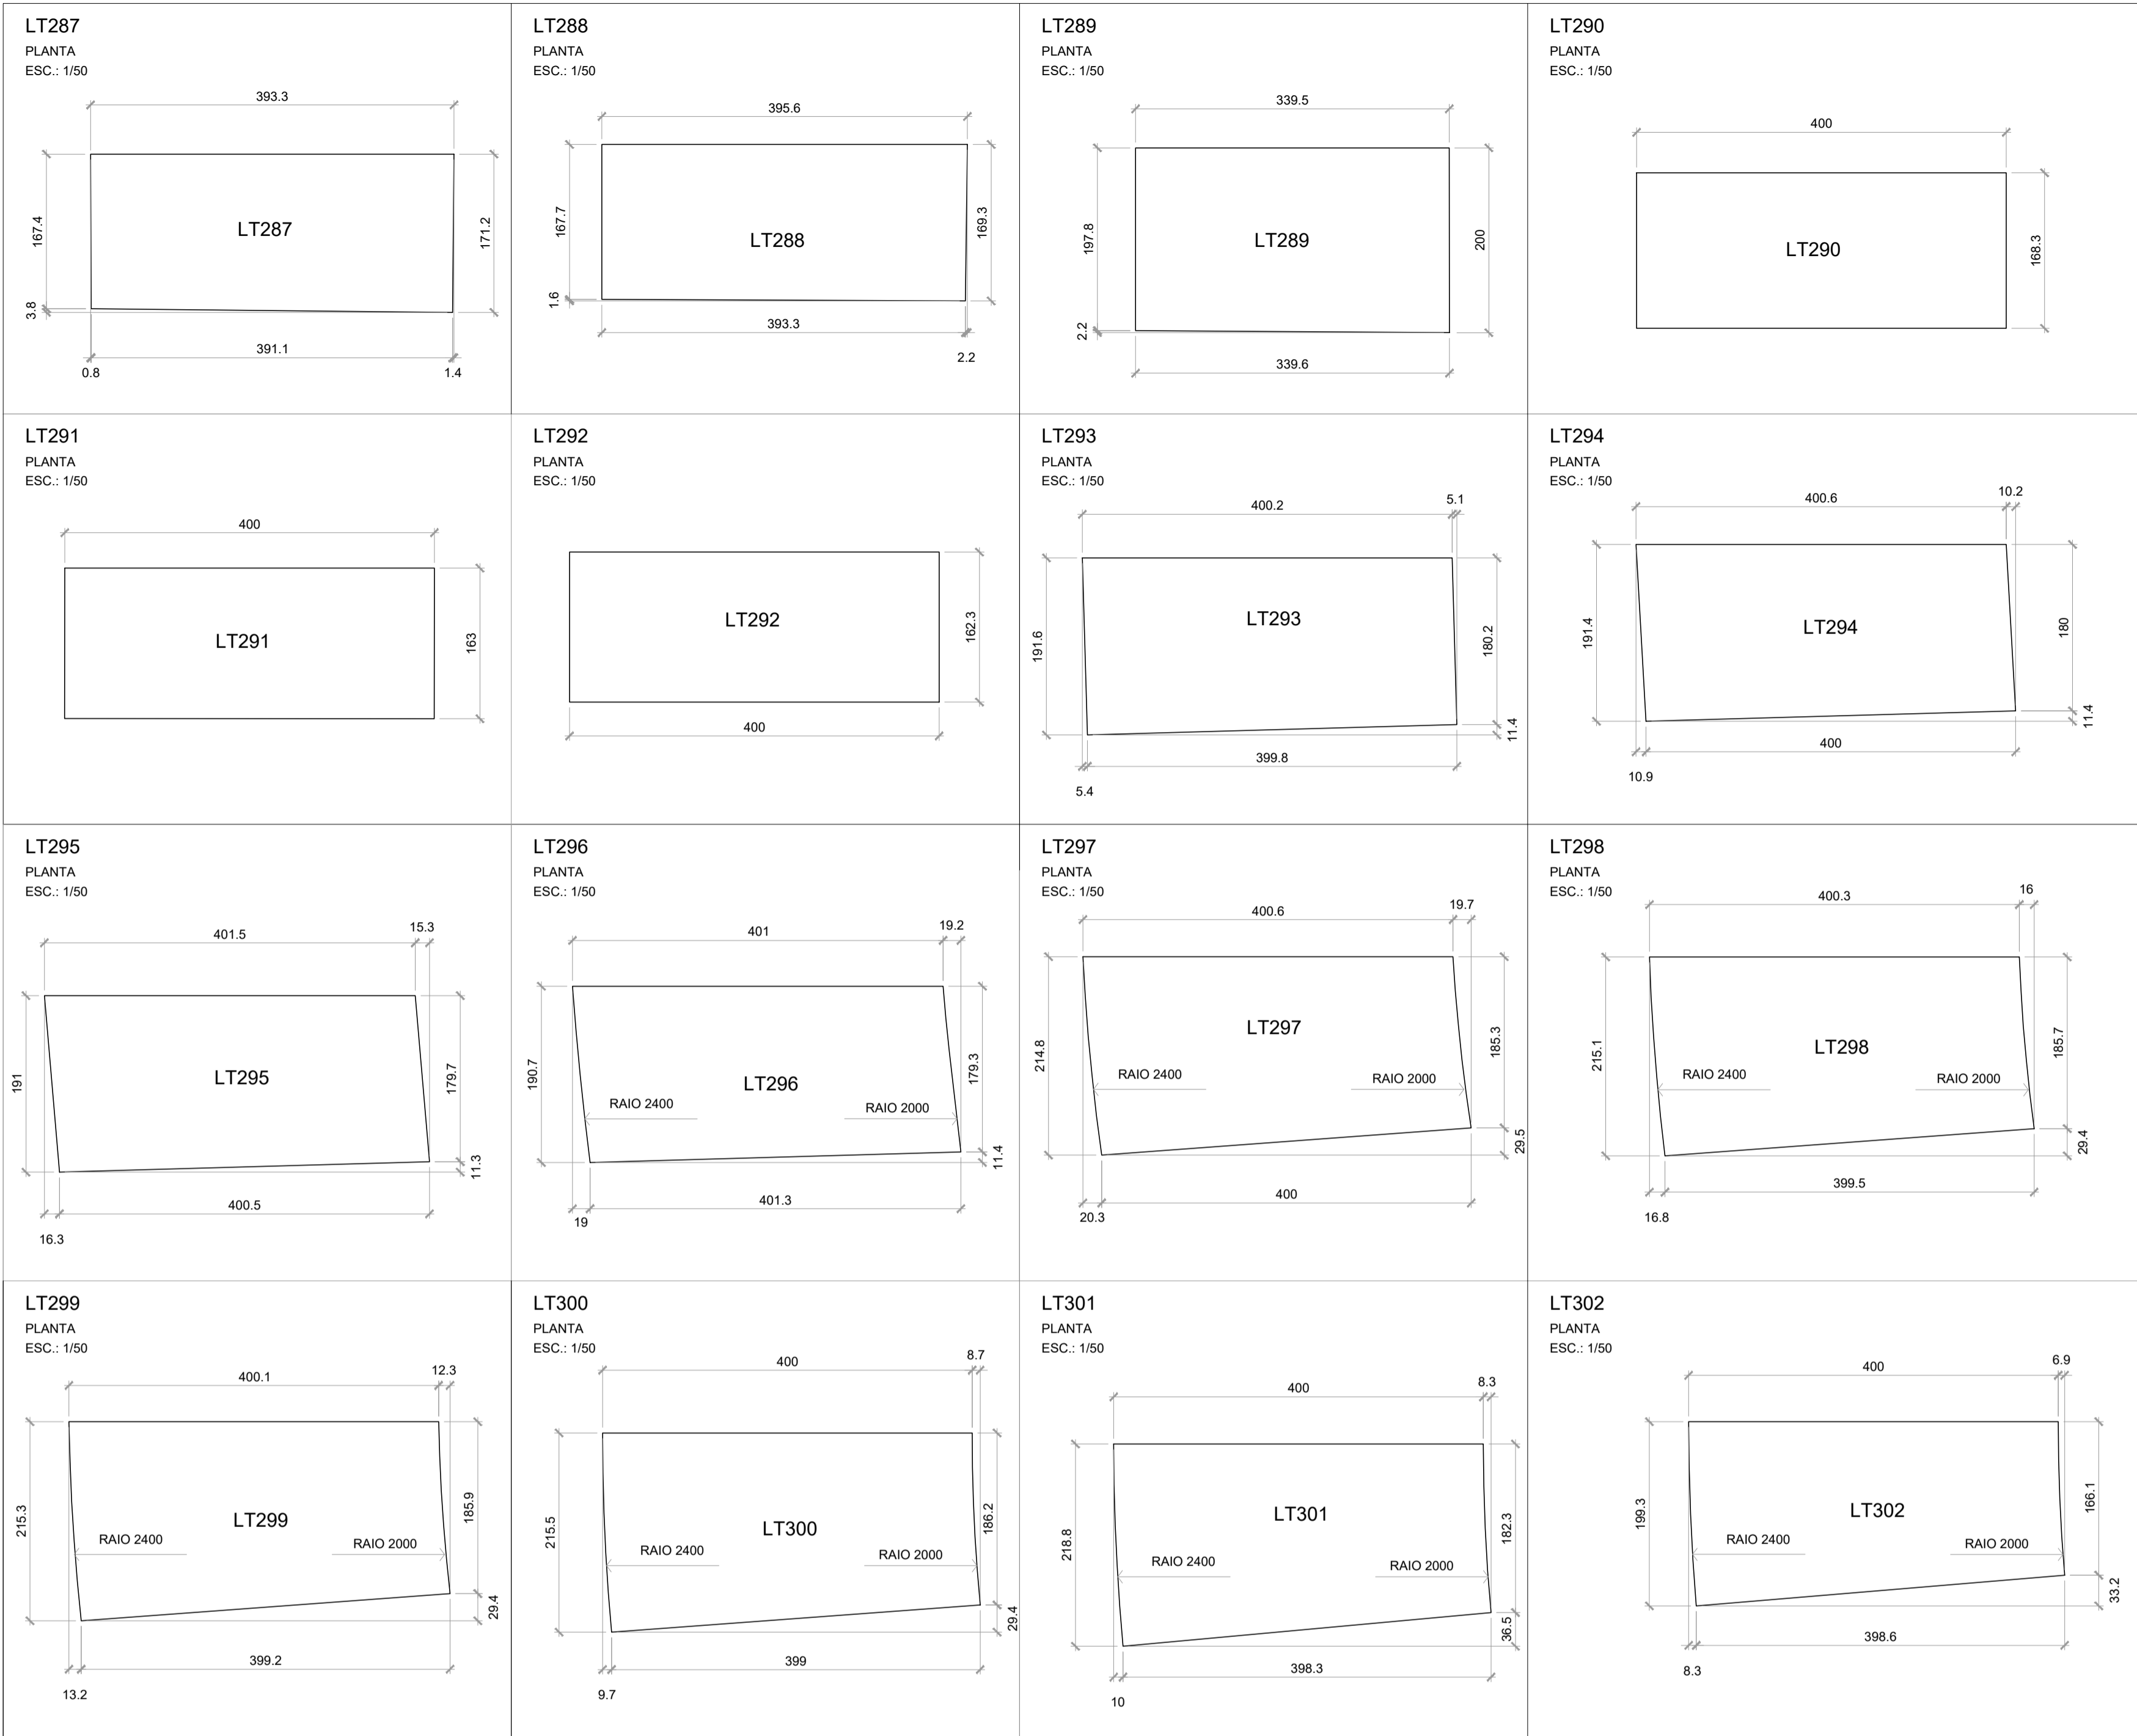 LT287
PLANTA
ESC.: 1/50
393.3
167.4
171.2
LT287
3.8
391.1
0.8
1.4
LT288
PLANTA
ESC.: 1/50
395.6
167.7
169.3
LT288
1.6
393.3
2.2
LT289
PLANTA
ESC.: 1/50
339.5
197.8
200
LT289
2.2
339.6
LT290
PLANTA
ESC.: 1/50
400
168.3
LT290
LT291
PLANTA
ESC.: 1/50
400
163
LT291
LT292
PLANTA
ESC.: 1/50
LT292
162.3
400
LT293
PLANTA
ESC.: 1/50
400.2
5.1
191.6
LT293
180.2
11.4
399.8
5.4
LT294
PLANTA
ESC.: 1/50
400.6
10.2
191.4
LT294
180
11.4
400
10.9
LT295
PLANTA
ESC.: 1/50
401.5
15.3
191
LT295
179.7
11.3
400.5
16.3
LT296
PLANTA
ESC.: 1/50
401
19.2
190.7
LT296
179.3
RAIO 2400
RAIO 2000
11.4
401.3
19
LT297
PLANTA
ESC.: 1/50
400.6
19.7
214.8
LT297
185.3
RAIO 2400
RAIO 2000
29.5
400
20.3
LT298
PLANTA
ESC.: 1/50
400.3
16
215.1
LT298
185.7
RAIO 2400
RAIO 2000
29.4
399.5
16.8
LT299
PLANTA
ESC.: 1/50
400.1
12.3
215.3
LT299
185.9
RAIO 2400
RAIO 2000
29.4
399.2
13.2
LT300
PLANTA
ESC.: 1/50
400
8.7
215.5
LT300
186.2
RAIO 2400
RAIO 2000
29.4
399
9.7
LT301
PLANTA
ESC.: 1/50
400
8.3
218.8
LT301
182.3
RAIO 2400
RAIO 2000
36.5
398.3
10
LT302
PLANTA
ESC.: 1/50
400
6.9
199.3
LT302
166.1
RAIO 2400
RAIO 2000
33.2
398.6
8.3